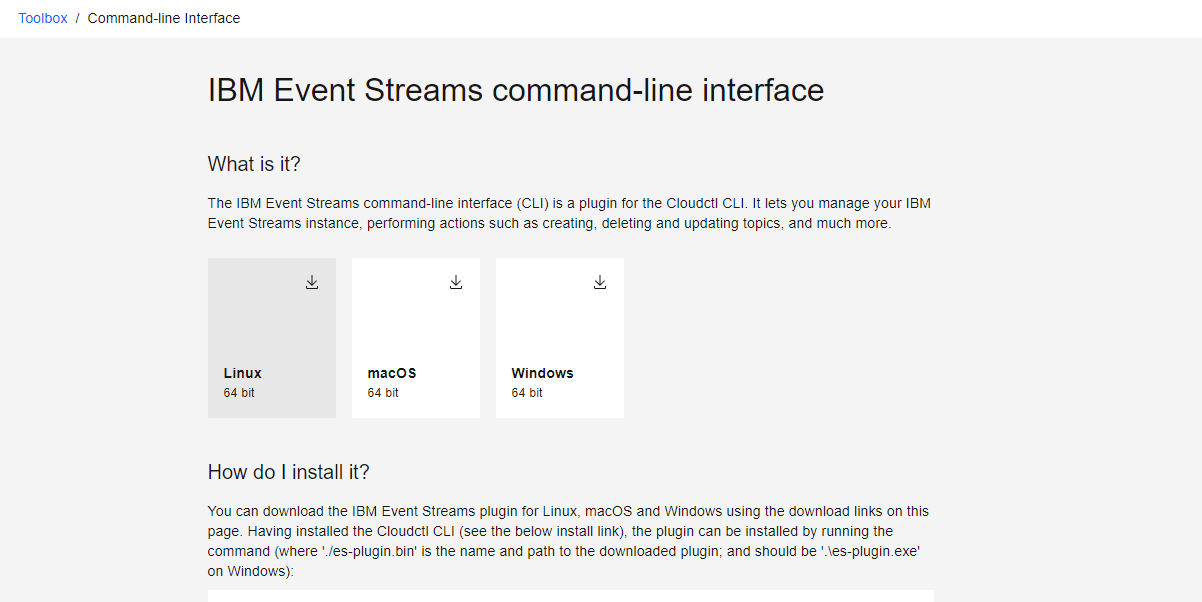 Toolbox / Command-line Interface
IBM Event Streams command-line interface
What is it?
The IBM Event Streams command-line interface (CLI) is a plugin for the Cloudctl CLI. It lets you manage your IBM
Event Streams instance, performing actions such as creating, deleting and updating topics, and much more.
Linux
64 bit
macOS
64 bit
Windows
64 bit
How do I install it?
You can download the IBM Event Streams plugin for Linux, macOS and Windows using the download links on this
page. Having installed the Cloudctl CLI (see the below install link), the plugin can be installed by running the
command (where './es-plugin.bin' is the name and path to the downloaded plugin; and should be '.\es-plugin.exe'
on Windows):